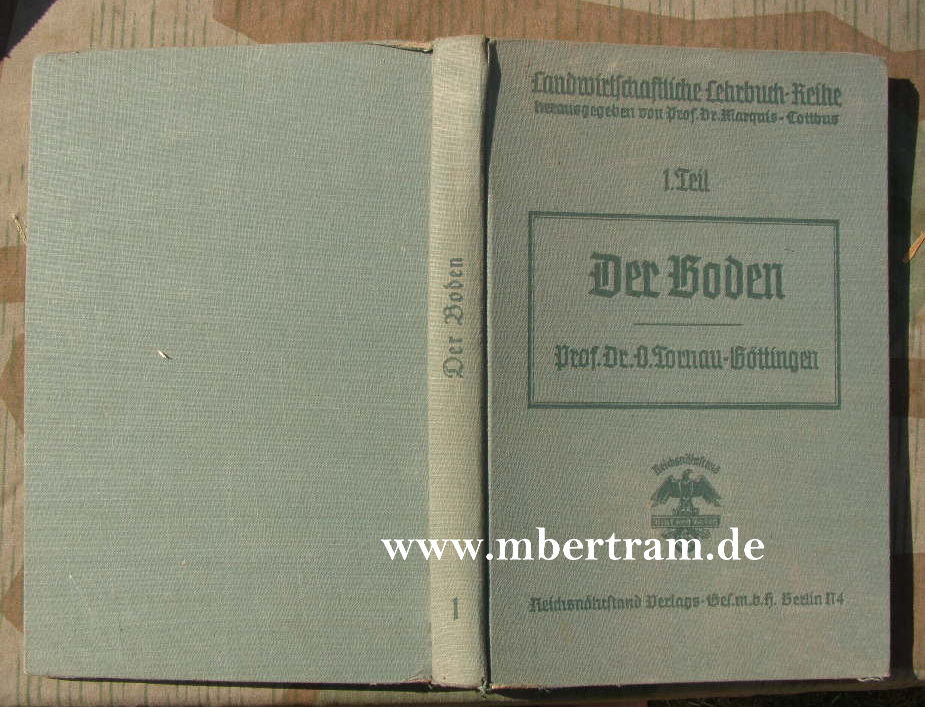 Landwirtschaftliche Lehrbuch-Reihe
herausgegeben von Prof. Dr. Marquis-Cottbus
1. Teil
Der Boden
Prof. Dr. O. Tornau-Göttingen
Reichsnährstand
Reichsnährstand Verlags-Ges.m.b.H. Berlin N4
Der Boden
1
www.mbertram.de